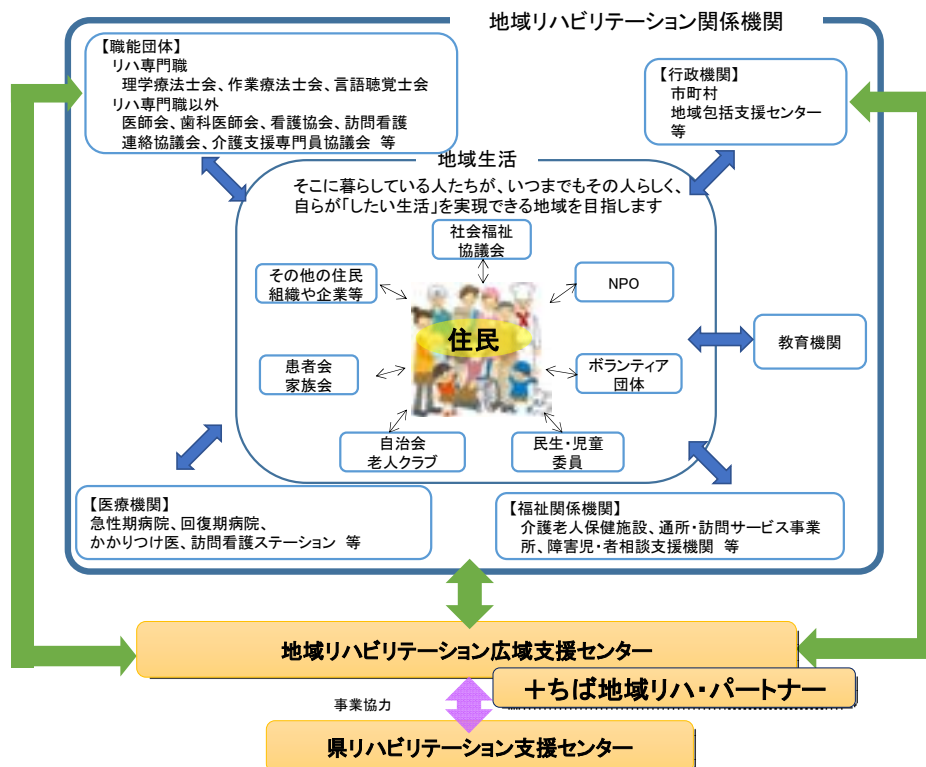 地域リハビリテーション関係機関
【職能団体】
リハ専門職
理学療法士会、作業療法士会、言語聴覚士会
リハ専門職以外
医師会、歯科医師会、看護協会、訪問看護
連絡協議会、介護支援専門員協議会 等
【行政機関】
市町村
地域包括支援センター
等
地域生活
そこに暮らしている人たちが、いつまでもその人らしく、
自らが「したい生活」を実現できる地域を目指します
社会福祉
協議会
その他の住民
組織や企業等
NPO
住民
教育機関
患者会
家族会
ボランティア
団体
自治会
老人クラブ
民生・児童
委員
【医療機関】
急性期病院、回復期病院、
かかりつけ医、訪問看護ステーション 等
【福祉関係機関】
介護老人保健施設、通所・訪問サービス事業
所、障害児・者相談支援機関 等
地域リハビリテーション広域支援センター
＋ちば地域リハ・パートナー
事業協力
県リハビリテーション支援センター